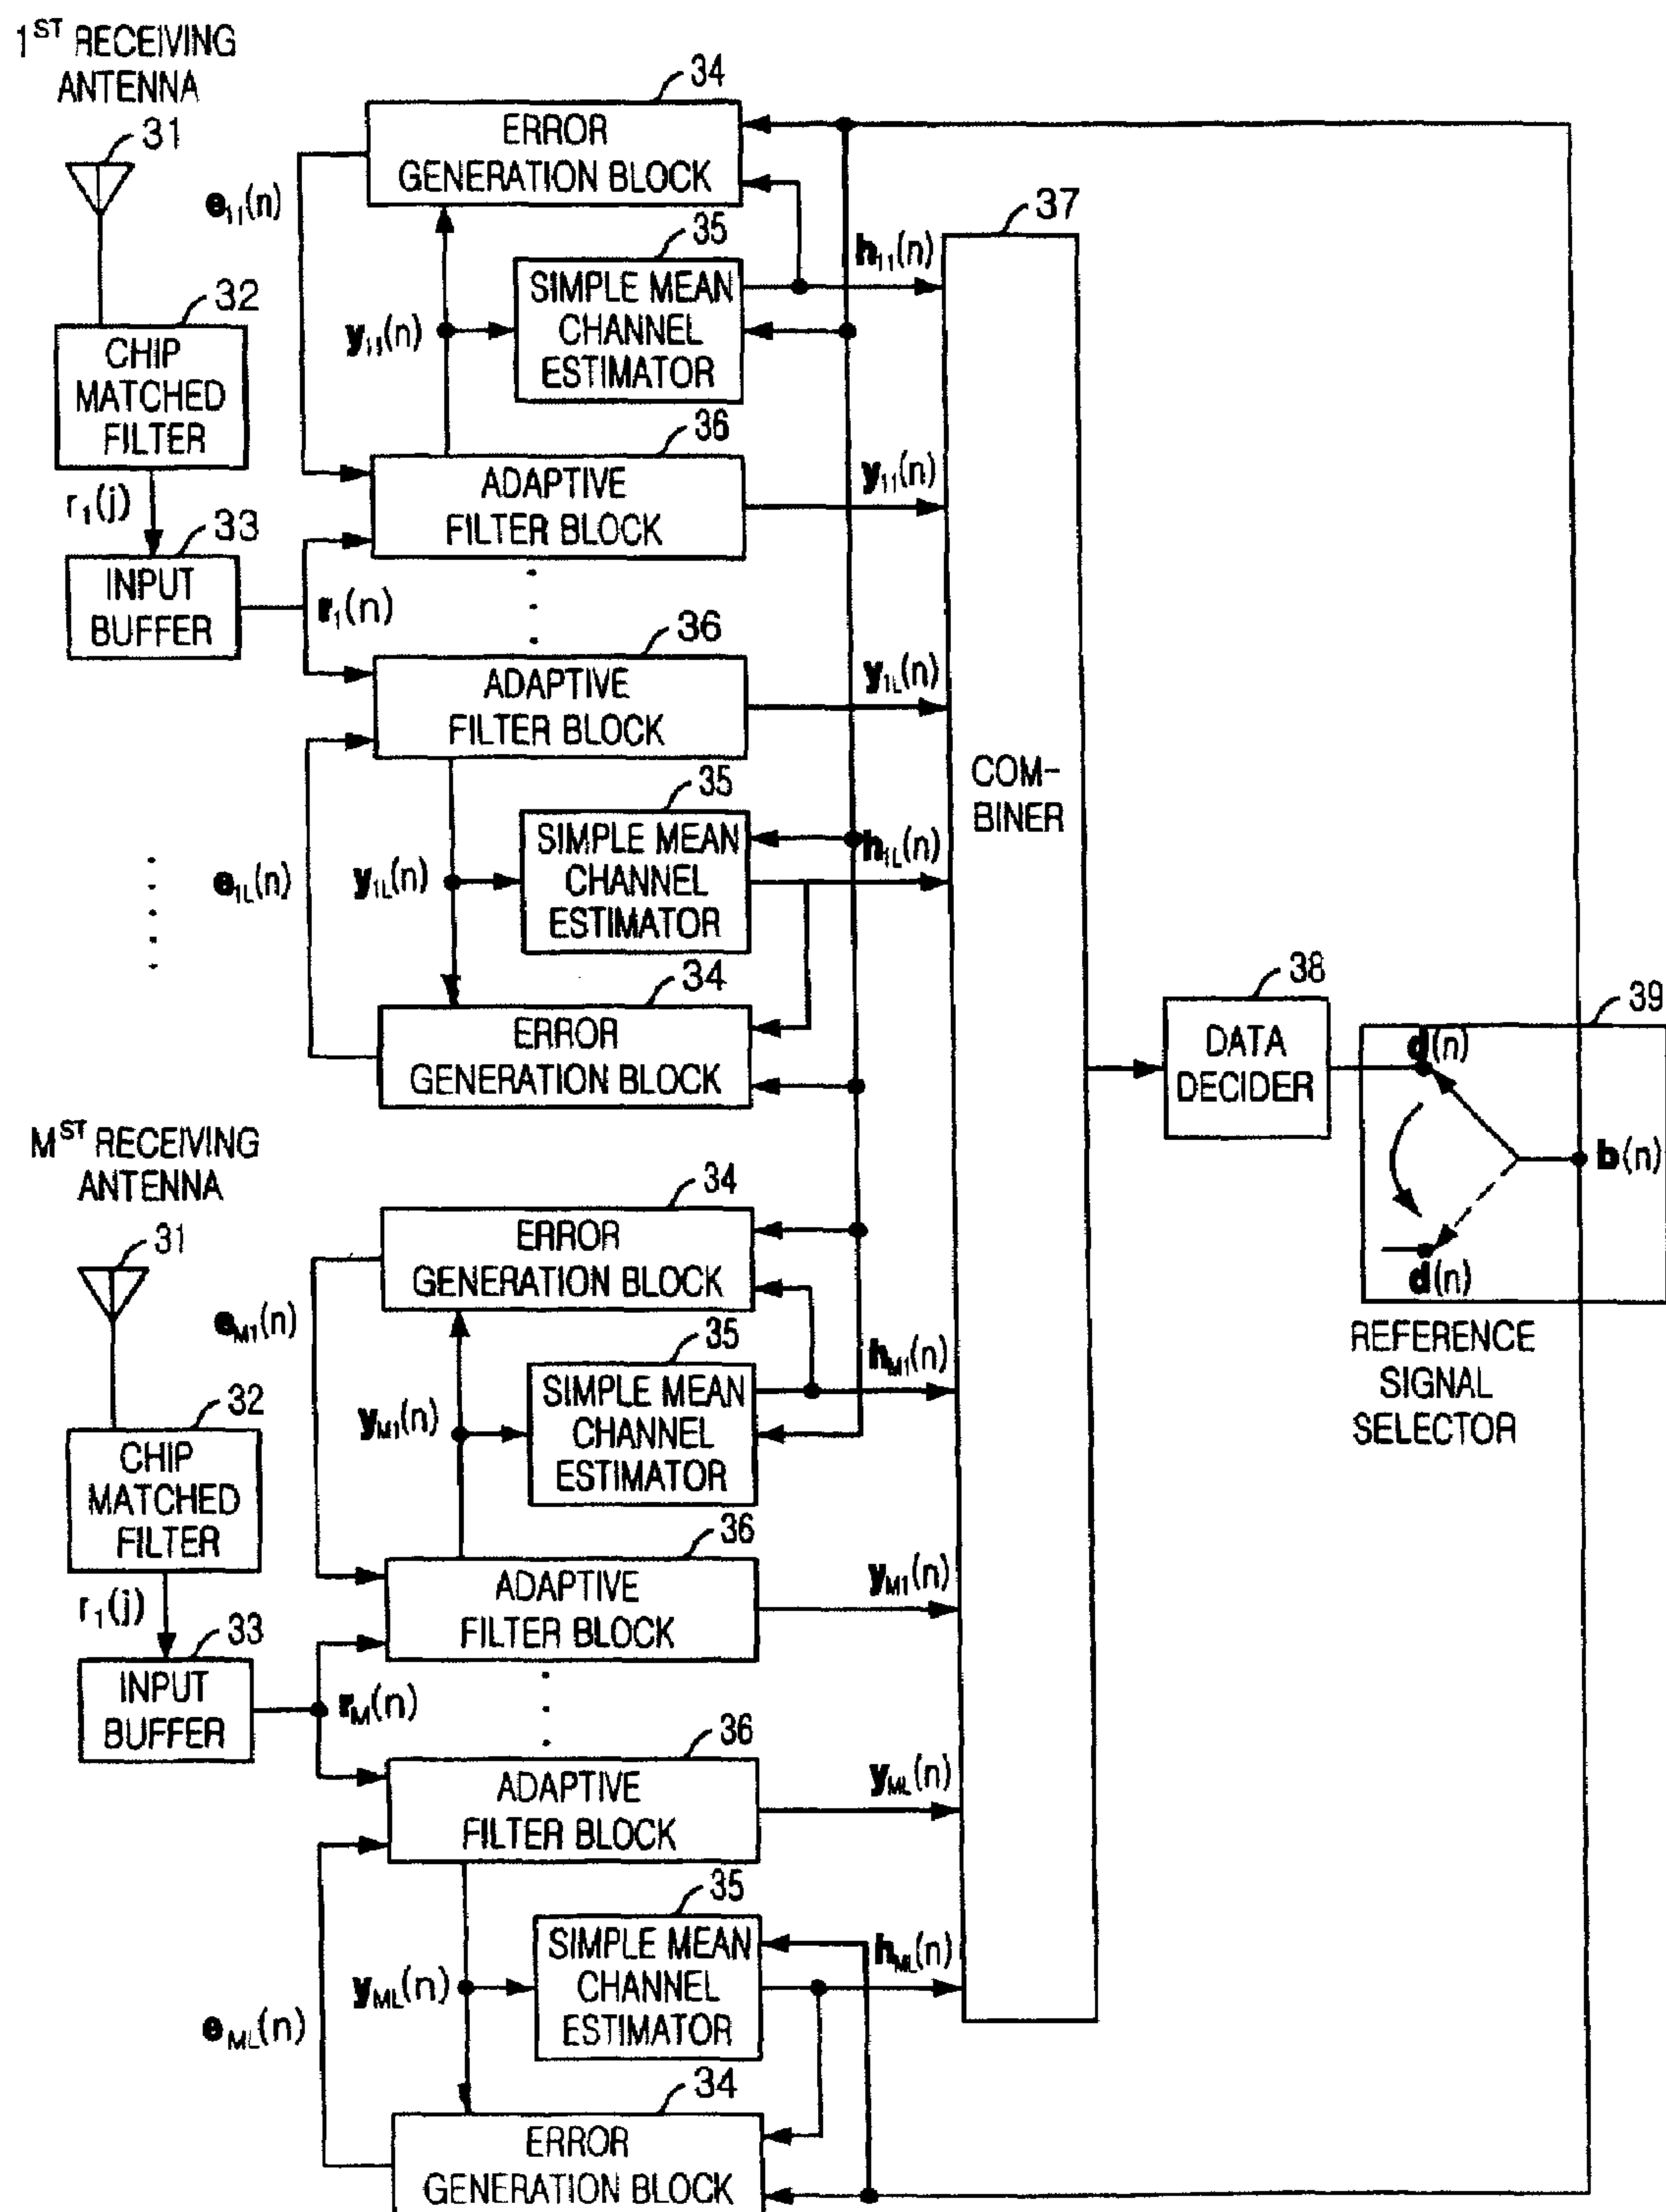 1ST RECEIVING
ANTENNA
31
32
CHIP
MATCHED
FILTER
r₁(j)
33
INPUT
BUFFER
r₁(n)
34
ERROR
GENERATION BLOCK
e₁₁(n)
35
SIMPLE MEAN
CHANNEL
ESTIMATOR
h₁₁(n)
y₁₁(n)
36
ADAPTIVE
FILTER BLOCK
y₁₁(n)
36
ADAPTIVE
FILTER BLOCK
y1L(n)
35
SIMPLE MEAN
CHANNEL
ESTIMATOR
h1L(n)
e1L(n)
y1L(n)
34
ERROR
GENERATION BLOCK
37
COM-
BINER
38
DATA
DECIDER
39
d(n)
b(n)
d(n)
REFERENCE
SIGNAL
SELECTOR
MST RECEIVING
ANTENNA
31
32
CHIP
MATCHED
FILTER
r₁(j)
33
INPUT
BUFFER
rM(n)
34
ERROR
GENERATION BLOCK
eM1(n)
35
SIMPLE MEAN
CHANNEL
ESTIMATOR
hM1(n)
yM1(n)
36
ADAPTIVE
FILTER BLOCK
yM1(n)
36
ADAPTIVE
FILTER BLOCK
yML(n)
35
SIMPLE MEAN
CHANNEL
ESTIMATOR
hML(n)
yML(n)
eML(n)
34
ERROR
GENERATION BLOCK